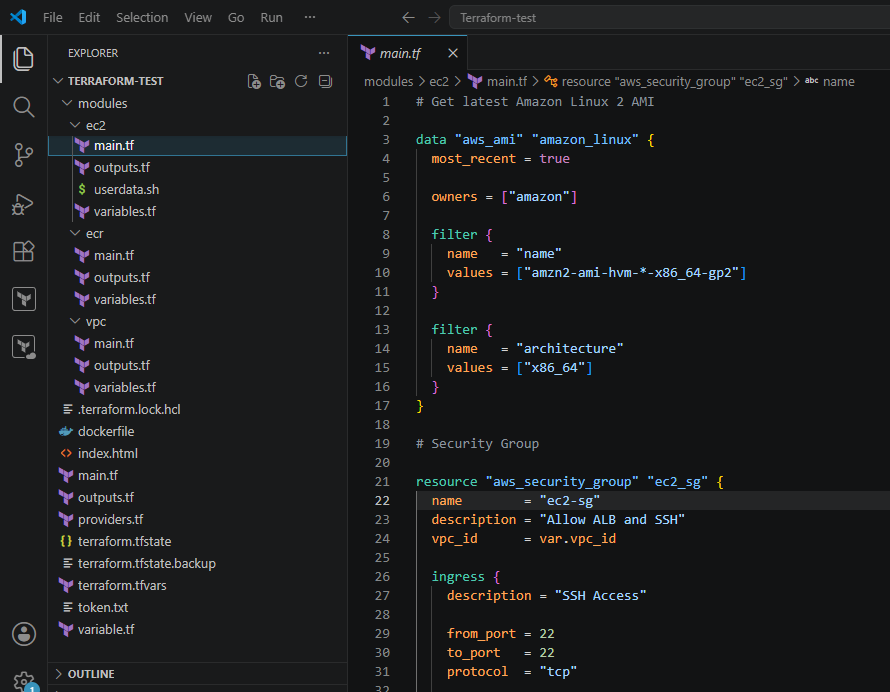 File Edit Selection View Go Run ··· Terraform-test
EXPLORER ···
TERRAFORM-TEST
modules
ec2
main.tf
outputs.tf
$ userdata.sh
variables.tf
ecr
main.tf
outputs.tf
variables.tf
vpc
main.tf
outputs.tf
variables.tf
.terraform.lock.hcl
dockerfile
index.html
main.tf
outputs.tf
providers.tf
{} terraform.tfstate
terraform.tfstate.backup
terraform.tfvars
token.txt
variable.tf
OUTLINE
1
main.tf
modules > ec2 > main.tf > resource "aws_security_group" "ec2_sg" > abc name
1 # Get latest Amazon Linux 2 AMI
2
3 data "aws_ami" "amazon_linux" {
4 most_recent = true
5
6 owners = ["amazon"]
7
8 filter {
9 name   = "name"
10 values = ["amzn2-ami-hvm-*-x86_64-gp2"]
11 }
12
13 filter {
14 name   = "architecture"
15 values = ["x86_64"]
16 }
17 }
18
19 # Security Group
20
21 resource "aws_security_group" "ec2_sg" {
22 name        = "ec2-sg"
23 description = "Allow ALB and SSH"
24 vpc_id      = var.vpc_id
25
26 ingress {
27 description = "SSH Access"
28
29 from_port = 22
30 to_port   = 22
31 protocol  = "tcp"
32